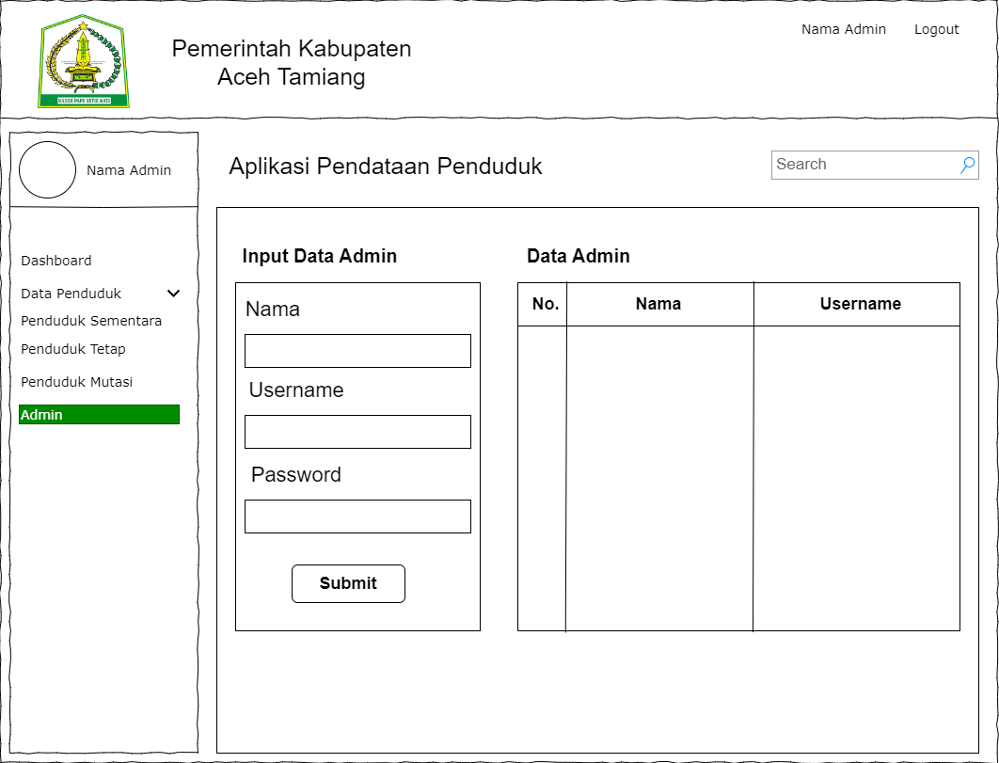 Nama Admin Logout
KASEH PAPE SETIE MATI
Pemerintah Kabupaten
Aceh Tamiang
Nama Admin
Dashboard
Data Penduduk
Penduduk Sementara
Penduduk Tetap
Penduduk Mutasi
Admin
Aplikasi Pendataan Penduduk
Search
Input Data Admin
Nama
Username
Password
Submit
Data Admin
No. Nama Username